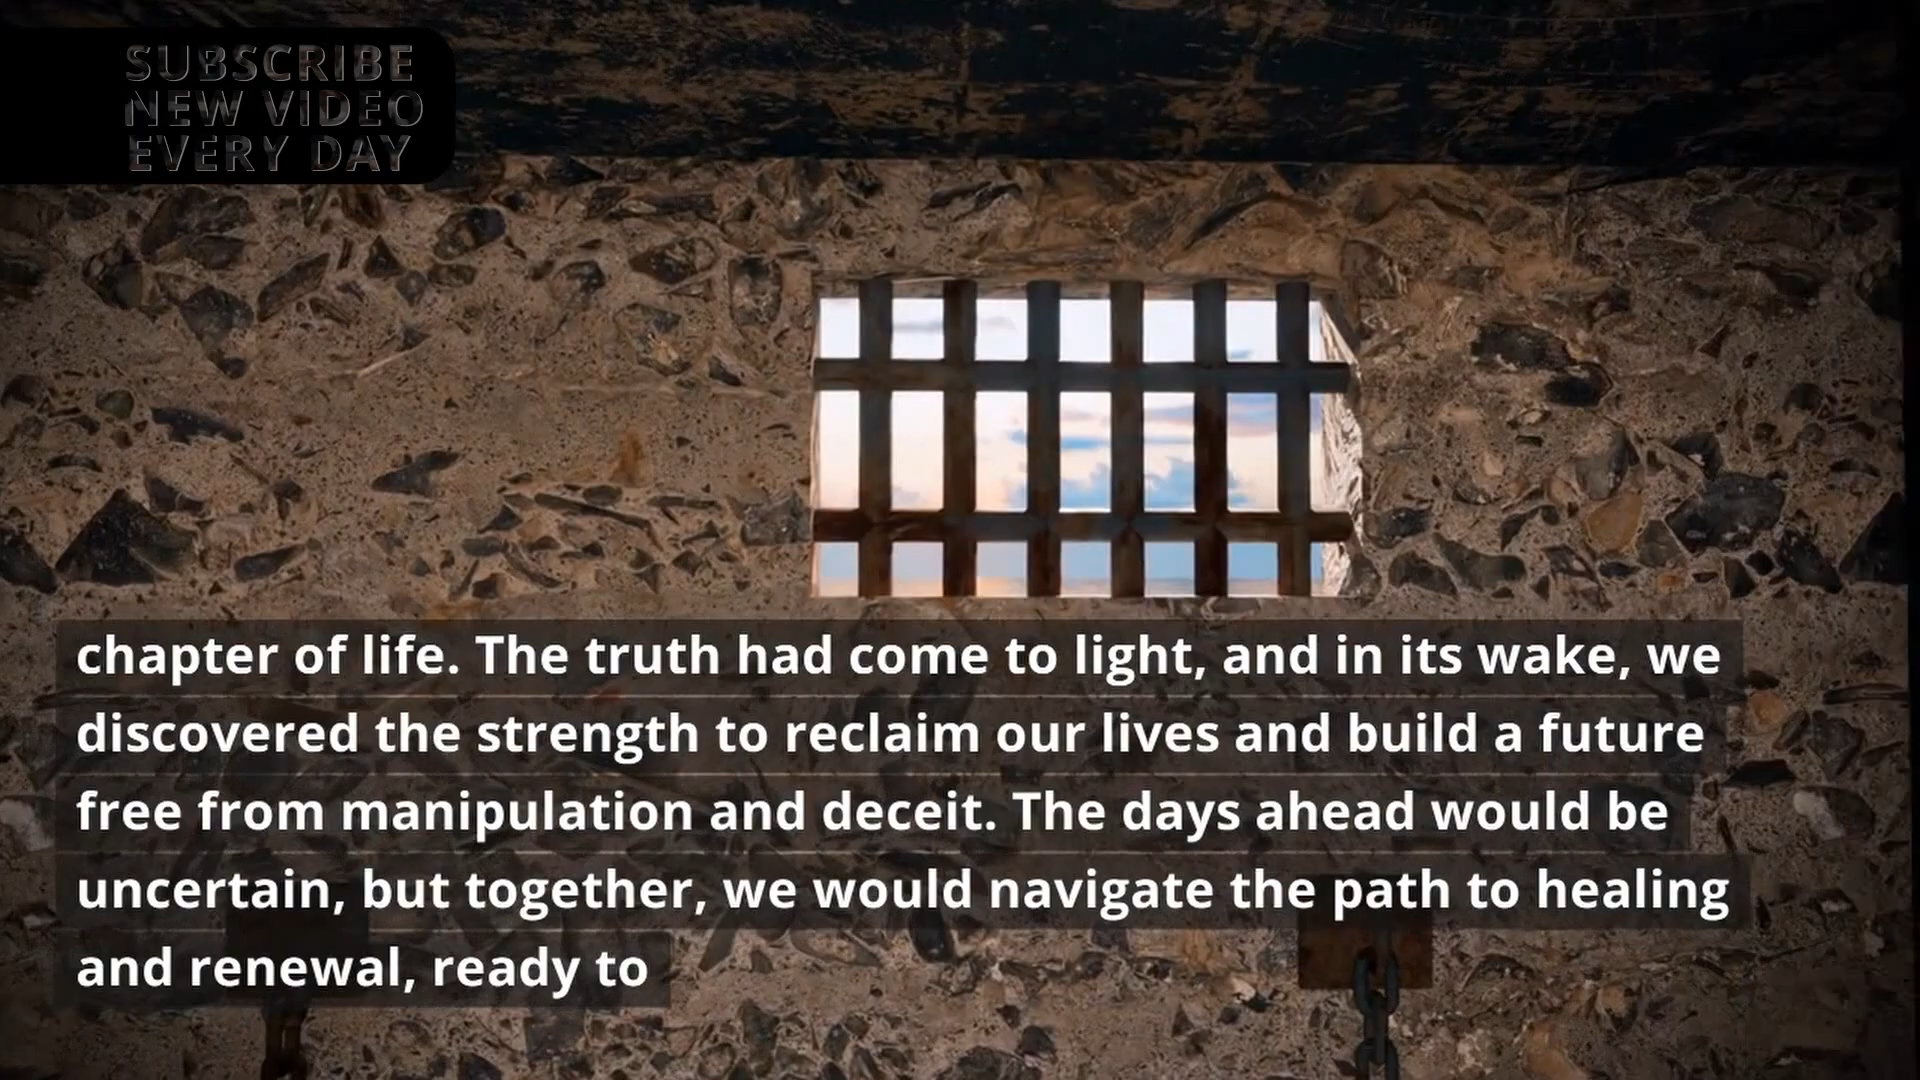 SUBSCRIBE
NEW VIDEO
EVERY DAY
chapter of life. The truth had come to light, and in its wake, we
discovered the strength to reclaim our lives and build a future
free from manipulation and deceit. The days ahead would be
uncertain, but together, we would navigate the path to healing
and renewal, ready to